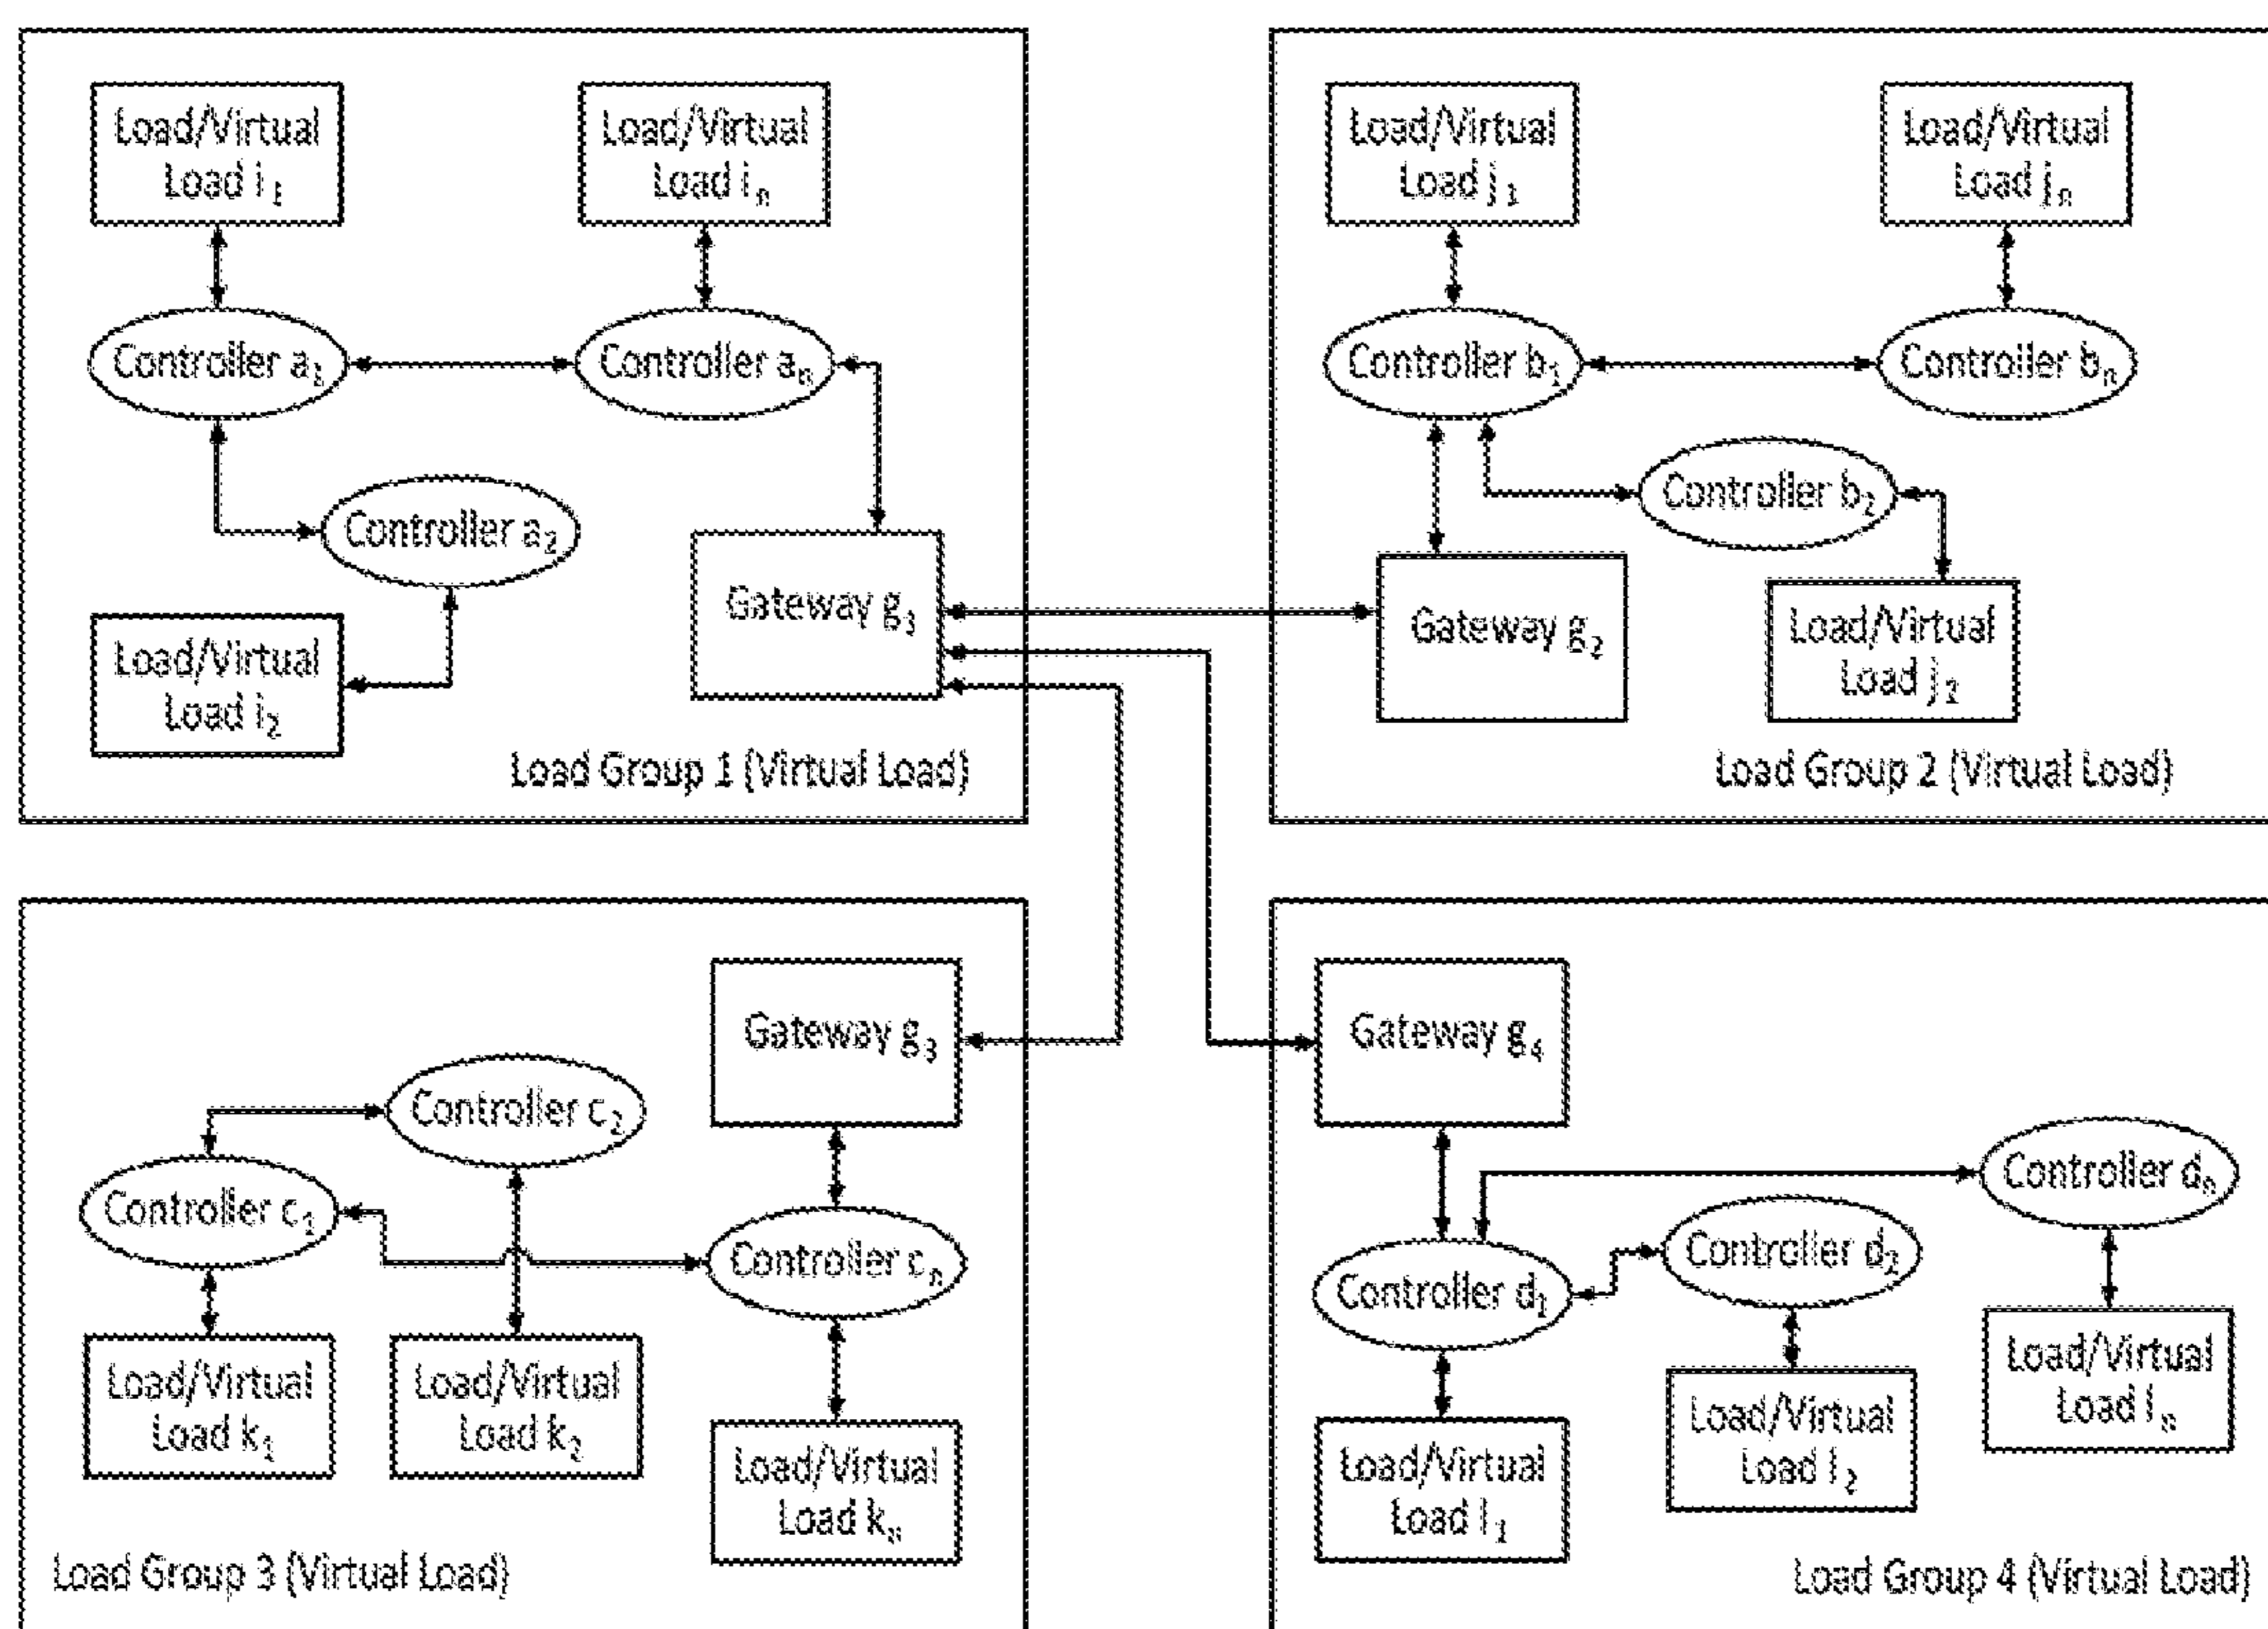 Load/Virtual
Load i₁
Load/Virtual
Load iₙ
Controller a₁
Controller aₙ
Controller a₂
Gateway g₃
Load/Virtual
Load i₂
Load Group 1 (Virtual Load)
Load/Virtual
Load j₁
Load/Virtual
Load jₙ
Controller b₁
Controller bₙ
Controller b₂
Gateway g₂
Load/Virtual
Load j₂
Load Group 2 (Virtual Load)
Gateway g₃
Controller c₂
Controller c₁
Controller cₙ
Load/Virtual
Load k₁
Load/Virtual
Load k₂
Load/Virtual
Load kₙ
Load Group 3 (Virtual Load)
Gateway g₄
Controller dₙ
Controller d₂
Controller d₁
Load/Virtual
Load lₙ
Load/Virtual
Load l₂
Load/Virtual
Load l₁
Load Group 4 (Virtual Load)